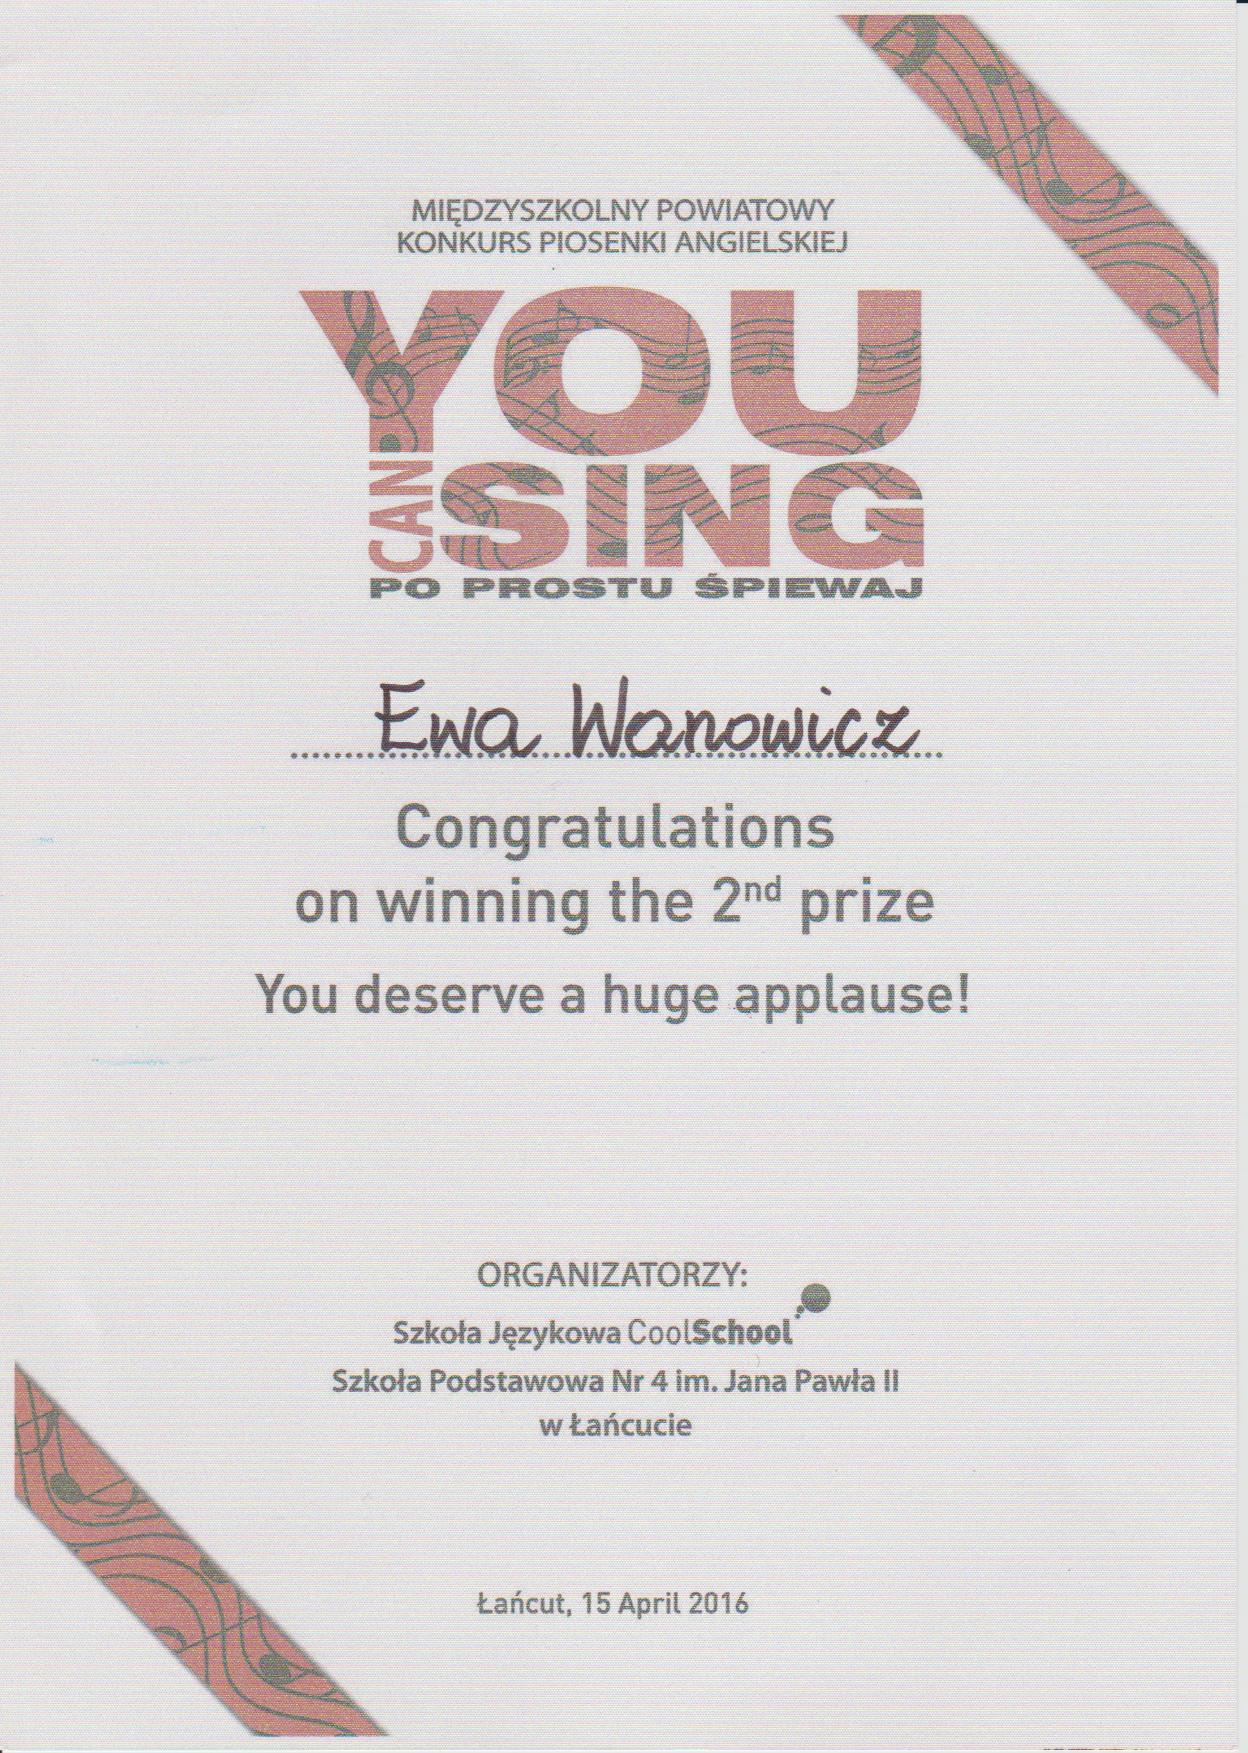 MIĘDZYSZKOLNY POWIATOWY
KONKURS PIOSENKI ANGIELSKIEJ
YOU
CAN
SING
PO PROSTU ŚPIEWAJ
Ewa Wanowicz
Congratulations
on winning the 2nd prize
You deserve a huge applause!
ORGANIZATORZY:
Szkoła Językowa CoolSchool
Szkoła Podstawowa Nr 4 im. Jana Pawła II
w Łańcucie
Łańcut, 15 April 2016